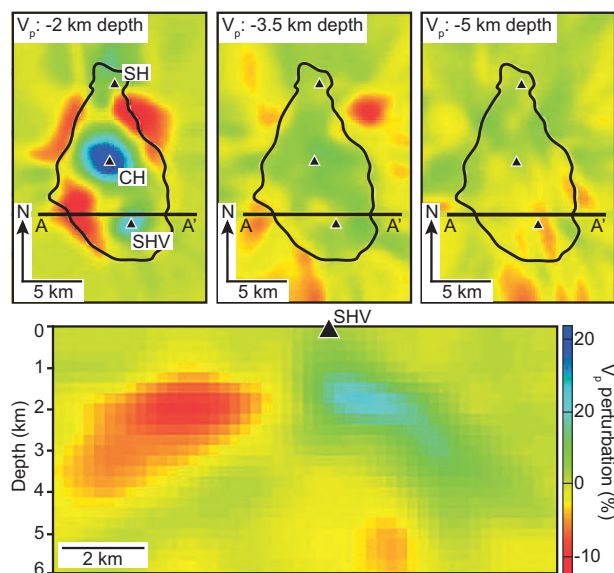 Vₚ: -2 km depth
SH
CH
SHV
N
A
A'
5 km
Vₚ: -3.5 km depth
N
A
A'
5 km
Vₚ: -5 km depth
N
A
A'
5 km
SHV
0
1
2
3
4
5
6
Depth (km)
2 km
20
20
0
-10
Vₚ perturbation (%)